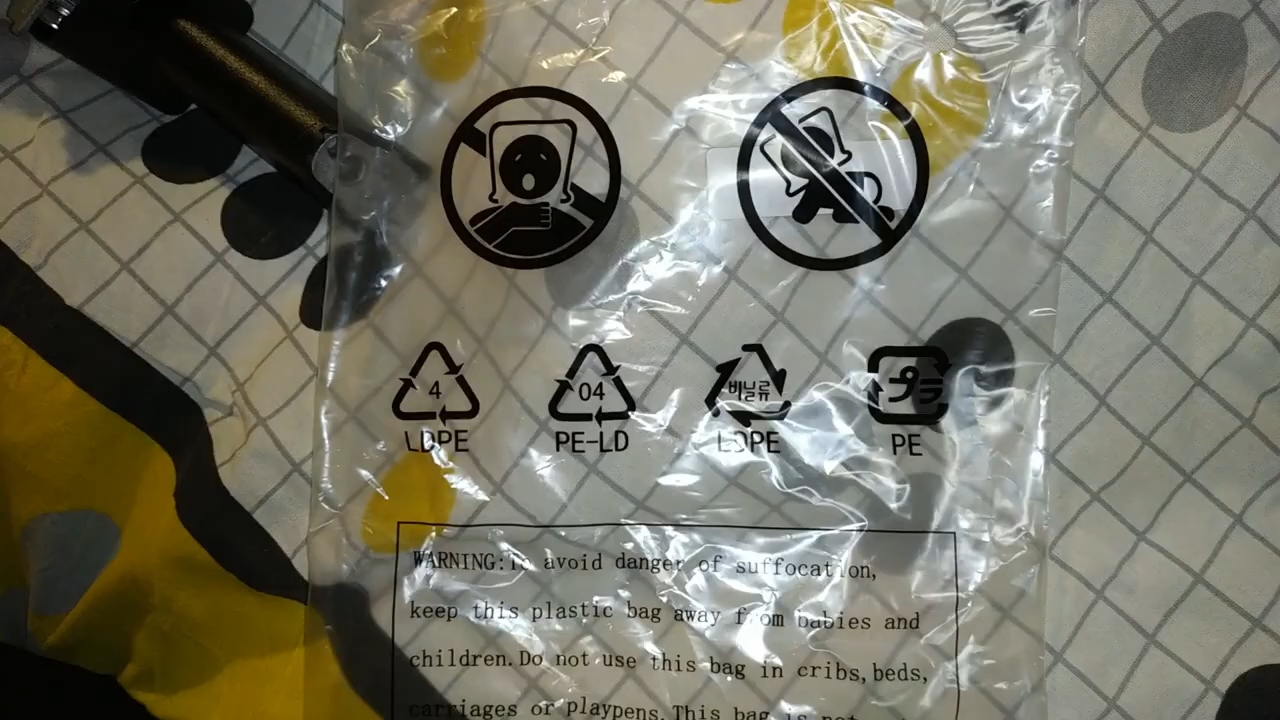 4
LDPE
04
PE-LD
비닐류
LDPE
プラ
PE
WARNING:To avoid danger of suffocation,
keep this plastic bag away from babies and
children.Do not use this bag in cribs,beds,
carriages or playpens.This bag is not